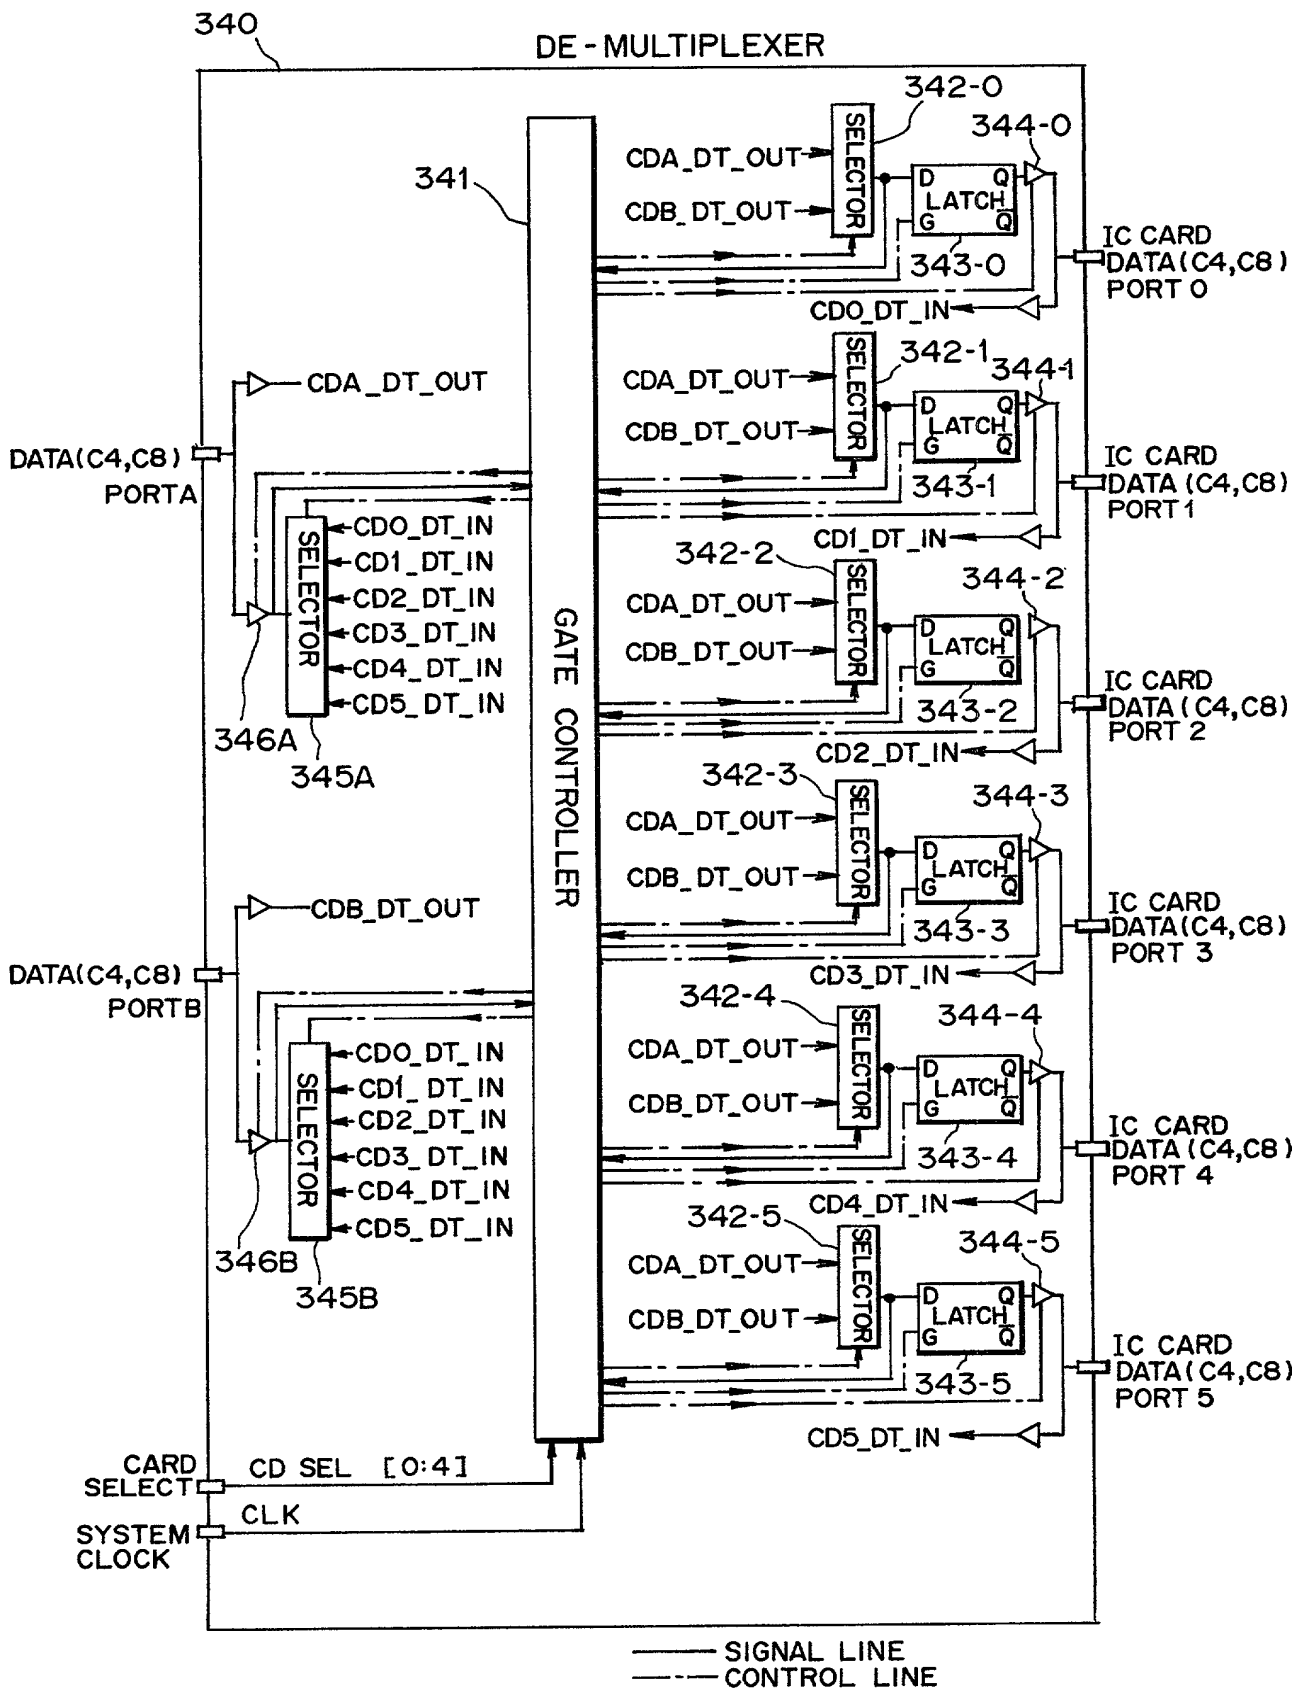 340
DE-MULTIPLEXER
341
GATE CONTROLLER
DATA(C4,C8)
PORTA
CDA_DT_OUT
SELECTOR
CD0_DT_IN
CD1_DT_IN
CD2_DT_IN
CD3_DT_IN
CD4_DT_IN
CD5_DT_IN
346A
345A
DATA(C4,C8)
PORTB
CDB_DT_OUT
SELECTOR
CD0_DT_IN
CD1_DT_IN
CD2_DT_IN
CD3_DT_IN
CD4_DT_IN
CD5_DT_IN
346B
345B
CARD
SELECT
CD SEL [0:4]
SYSTEM
CLOCK
CLK
342-0
344-0
SELECTOR
CDA_DT_OUT
CDB_DT_OUT
D Q
LATCH
G Q
343-0
CD0_DT_IN
IC CARD
DATA(C4,C8)
PORT 0
342-1
344-1
SELECTOR
CDA_DT_OUT
CDB_DT_OUT
D Q
LATCH
G Q
343-1
CD1_DT_IN
IC CARD
DATA(C4,C8)
PORT 1
342-2
344-2
SELECTOR
CDA_DT_OUT
CDB_DT_OUT
D Q
LATCH
G Q
343-2
CD2_DT_IN
IC CARD
DATA(C4,C8)
PORT 2
342-3
344-3
SELECTOR
CDA_DT_OUT
CDB_DT_OUT
D Q
LATCH
G Q
343-3
CD3_DT_IN
IC CARD
DATA(C4,C8)
PORT 3
342-4
344-4
SELECTOR
CDA_DT_OUT
CDB_DT_OUT
D Q
LATCH
G Q
343-4
CD4_DT_IN
IC CARD
DATA(C4,C8)
PORT 4
342-5
344-5
SELECTOR
CDA_DT_OUT
CDB_DT_OUT
D Q
LATCH
G Q
343-5
CD5_DT_IN
IC CARD
DATA(C4,C8)
PORT 5
SIGNAL LINE
CONTROL LINE